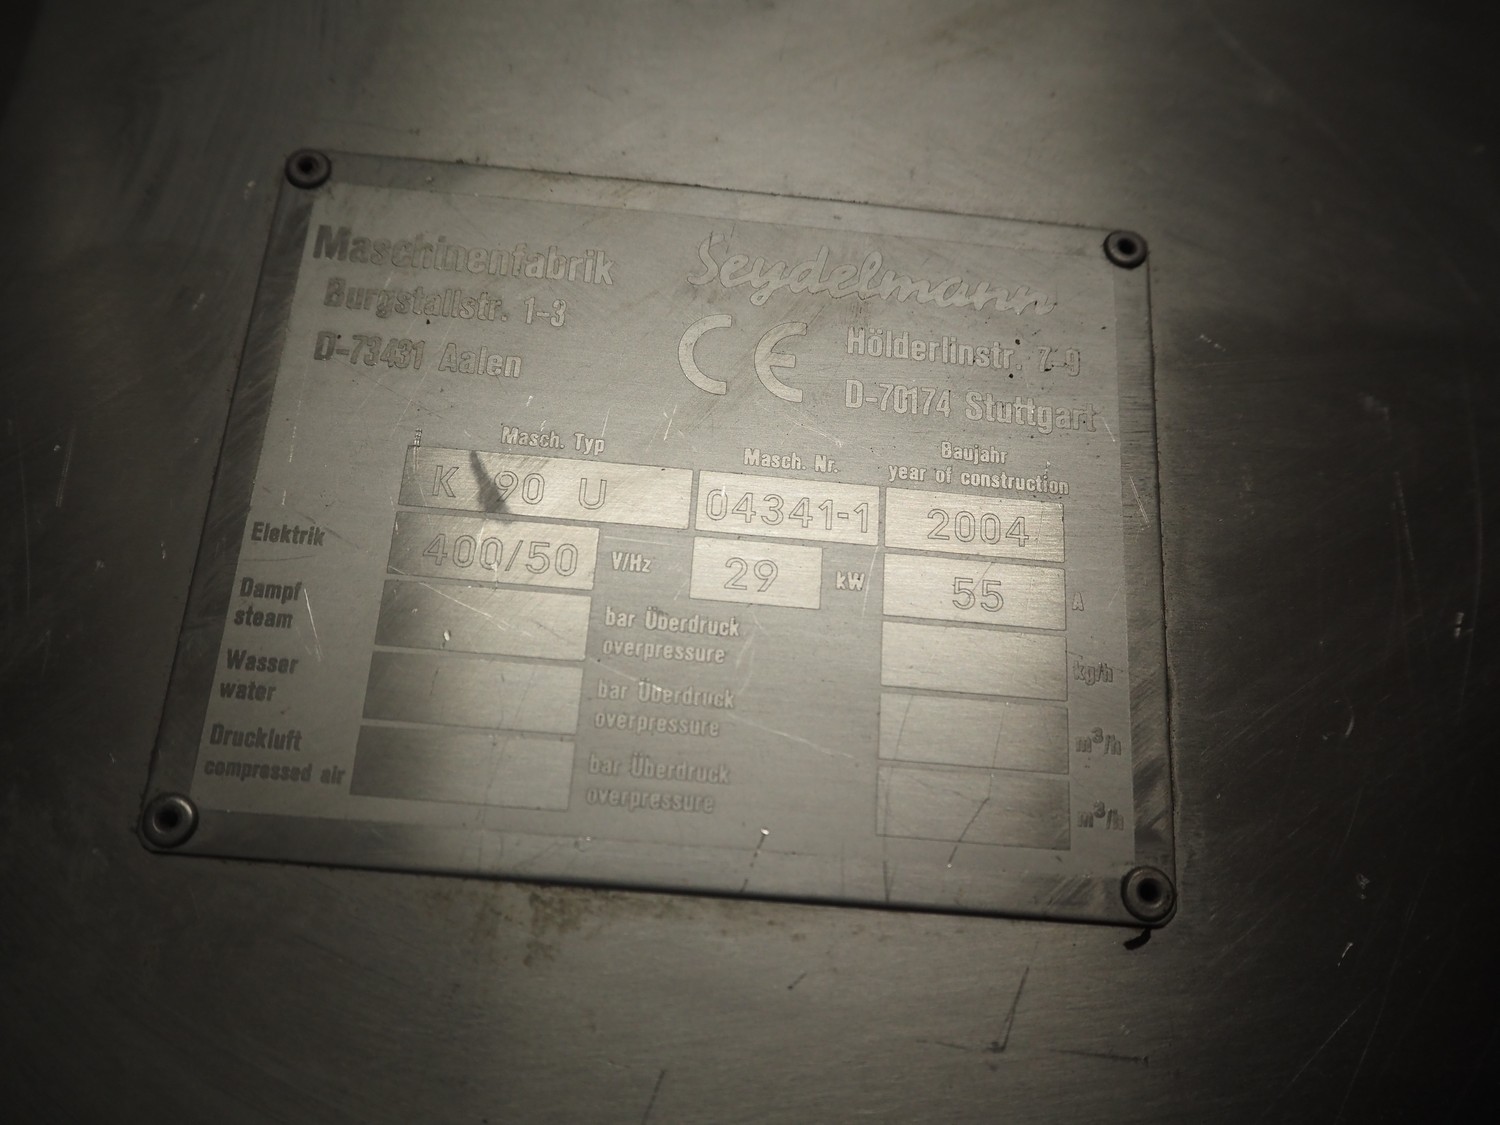 Maschinenfabrik Seydelmann
Burgstallstr. 1-3
D-73431 Aalen
CE
Hölderlinstr. 7-9
D-70174 Stuttgart
Masch. Typ
Masch. Nr.
Baujahr
year of construction
K 90 U 04341-1 2004
Elektrik 400/50 V/Hz 29 kW 55 A
Dampf
steam
bar Überdruck
overpressure
kg/h
Wasser
water
bar Überdruck
overpressure
m³/h
Druckluft
compressed air
bar Überdruck
overpressure
m³/h